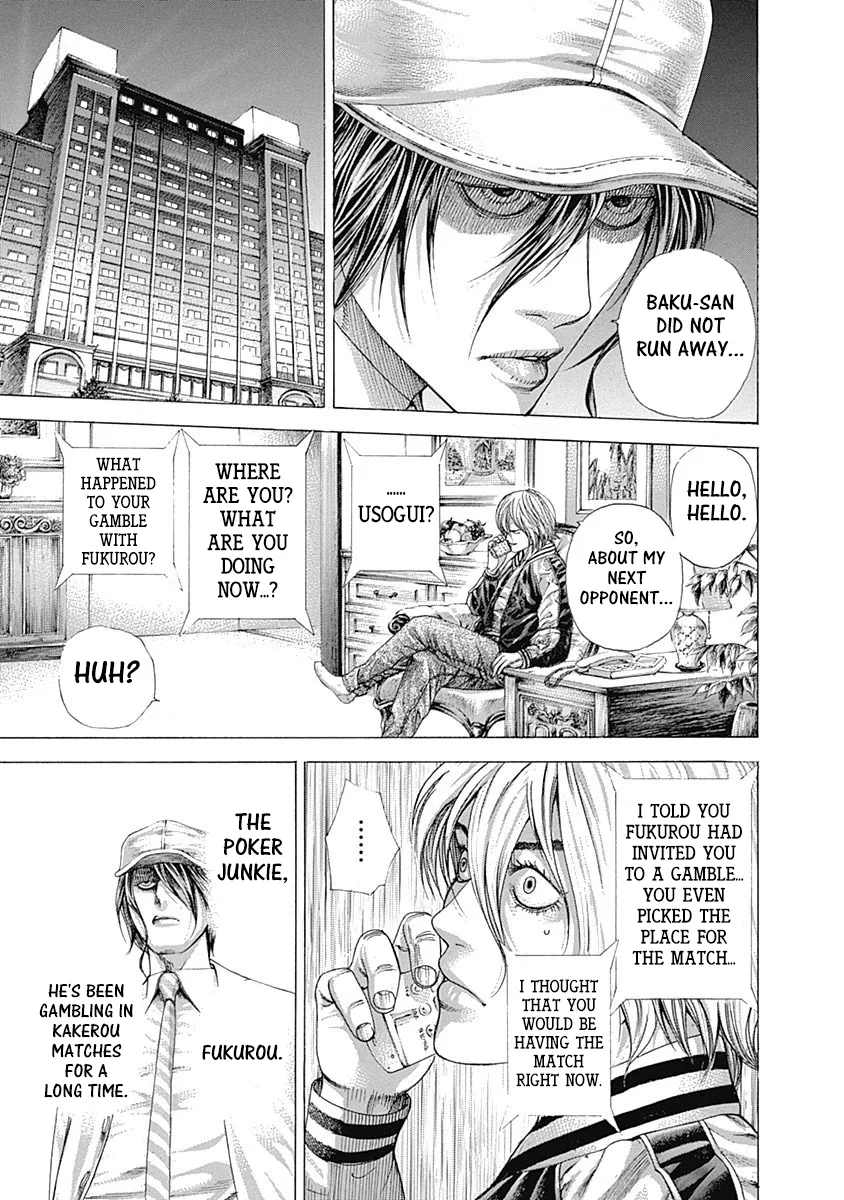 BAKU-SAN
DID NOT
RUN AWAY...
HELLO,
HELLO.
SO,
ABOUT MY
NEXT
OPPONENT...
......
USOGUI?
WHERE
ARE YOU?
WHAT
ARE YOU
DOING
NOW...?
WHAT
HAPPENED
TO YOUR
GAMBLE
WITH
FUKUROU?
HUH?
I TOLD YOU
FUKUROU HAD
INVITED YOU
TO A GAMBLE...
YOU EVEN
PICKED THE
PLACE FOR
THE MATCH...
I THOUGHT
THAT YOU
WOULD BE
HAVING THE
MATCH
RIGHT NOW.
......
THE
POKER
JUNKIE,
FUKUROU.
HE'S BEEN
GAMBLING IN
KAKEROU
MATCHES
FOR A
LONG TIME.